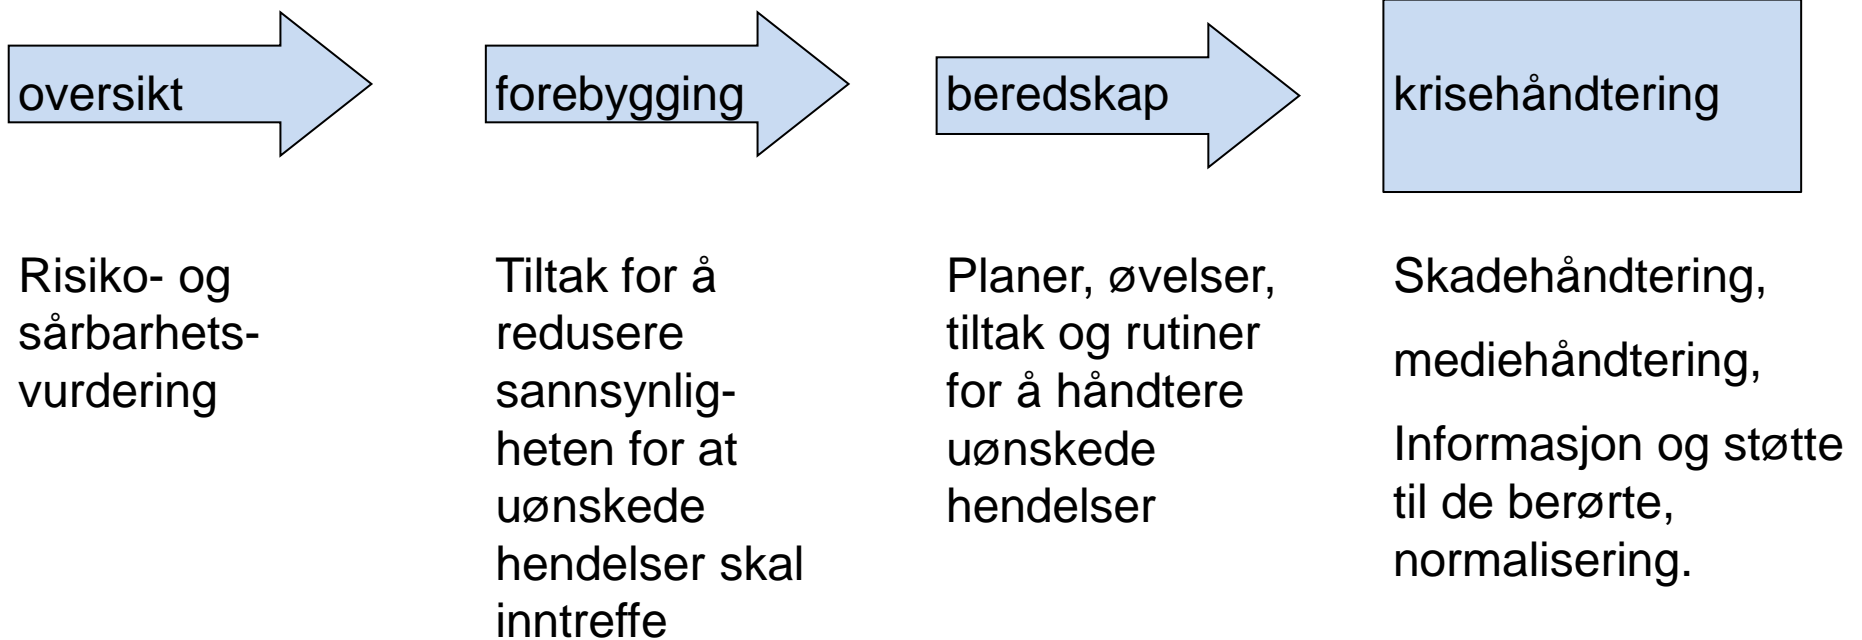 oversikt
forebygging
beredskap
krisehåndtering
Risiko- og
sårbarhets-
vurdering
Tiltak for å
redusere
sannsynlig-
heten for at
uønskede
hendelser skal
inntreffe
Planer, øvelser,
tiltak og rutiner
for å håndtere
uønskede
hendelser
Skadehåndtering,
mediehåndtering,
Informasjon og støtte
til de berørte,
normalisering.